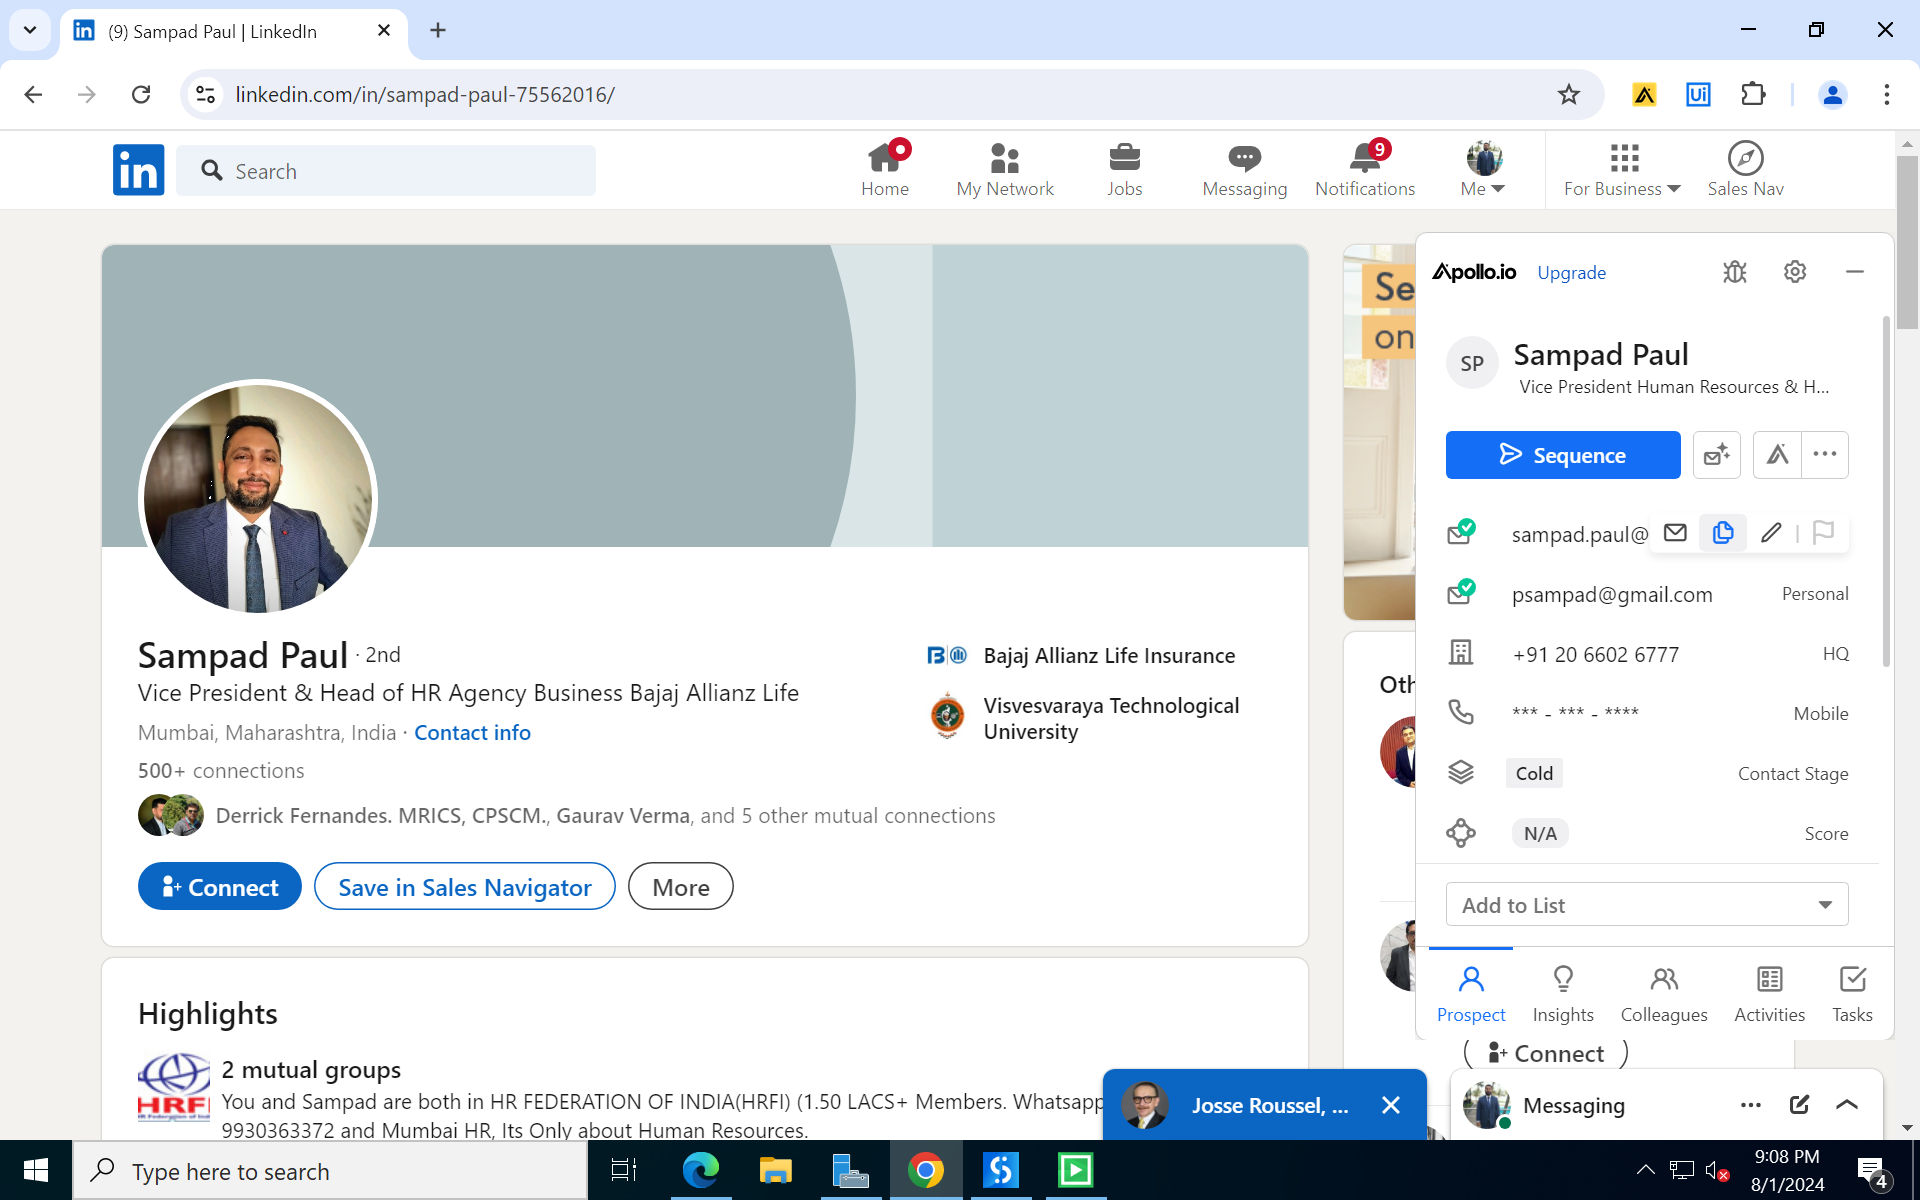 (9) Sampad Paul | LinkedIn
linkedin.com/in/sampad-paul-75562016/
Ui
in
Search
Home
My Network
Jobs
Messaging
9
Notifications
Me
For Business
Sales Nav
Se
on
Apollo.io
Upgrade
SP
Sampad Paul
Vice President Human Resources & H...
Sequence
sampad.paul@
psampad@gmail.com
Personal
+91 20 6602 6777
HQ
*** - *** - ****
Mobile
Cold
Contact Stage
N/A
Score
Add to List
Prospect
Insights
Colleagues
Activities
Tasks
Sampad Paul · 2nd
Vice President & Head of HR Agency Business Bajaj Allianz Life
Mumbai, Maharashtra, India · Contact info
500+ connections
Derrick Fernandes. MRICS, CPSCM., Gaurav Verma, and 5 other mutual connections
Bajaj Allianz Life Insurance
Visvesvaraya Technological
University
Connect
Save in Sales Navigator
More
Highlights
HRFI
2 mutual groups
You and Sampad are both in HR FEDERATION OF INDIA(HRFI) (1.50 LACS+ Members. Whatsapp
9930363372 and Mumbai HR, Its Only about Human Resources.
Oth
Connect
Josse Roussel, ...
Messaging
Type here to search
9:08 PM
8/1/2024
4